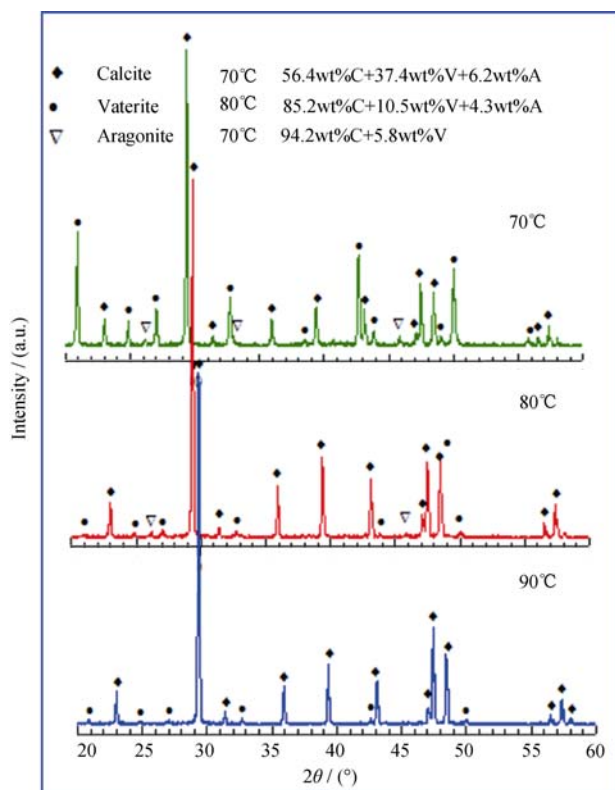 ◆ Calcite 70℃ 56.4wt%C+37.4wt%V+6.2wt%A
● Vaterite 80℃ 85.2wt%C+10.5wt%V+4.3wt%A
▽ Aragonite 70℃ 94.2wt%C+5.8wt%V
70℃
80℃
90℃
Intensity / (a.u.)
20 25 30 35 40 45 50 55 60
2θ / (°)